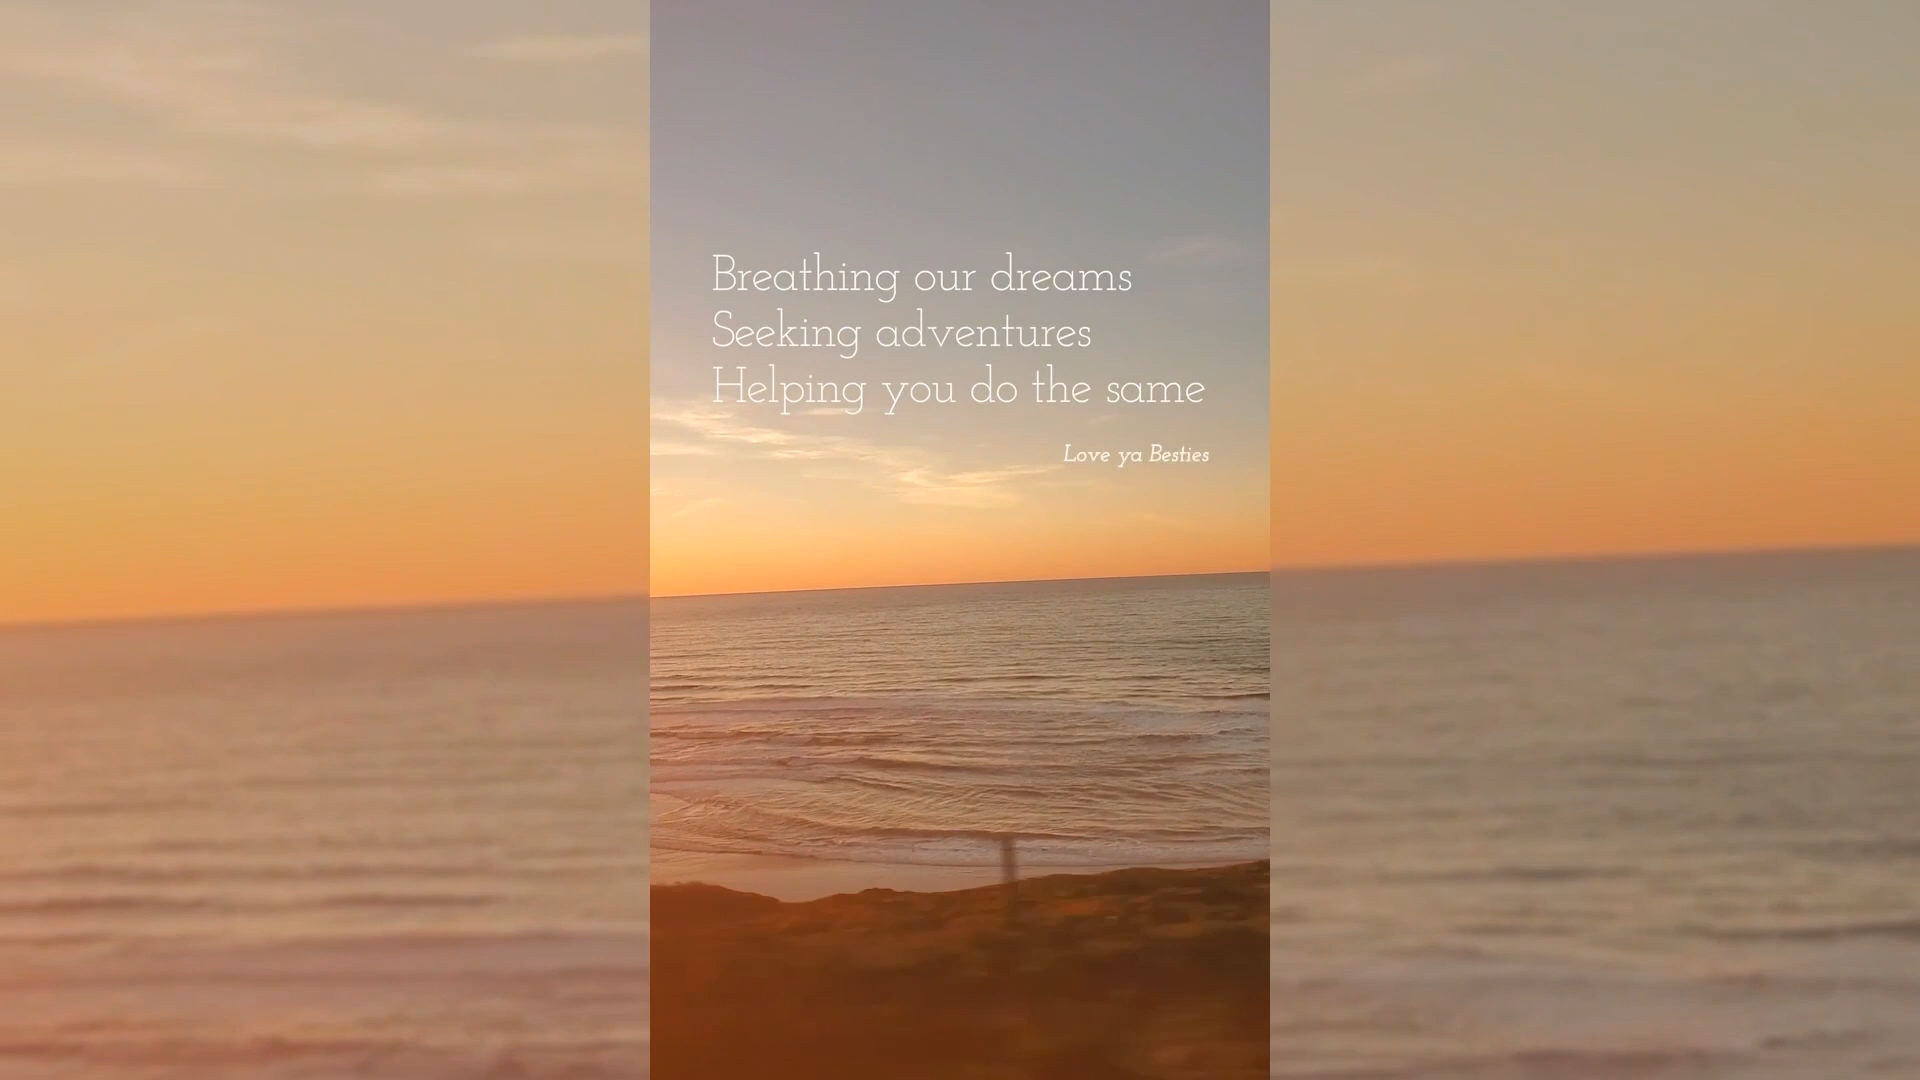 Breathing our dreams
Seeking adventures
Helping you do the same
Love ya Besties